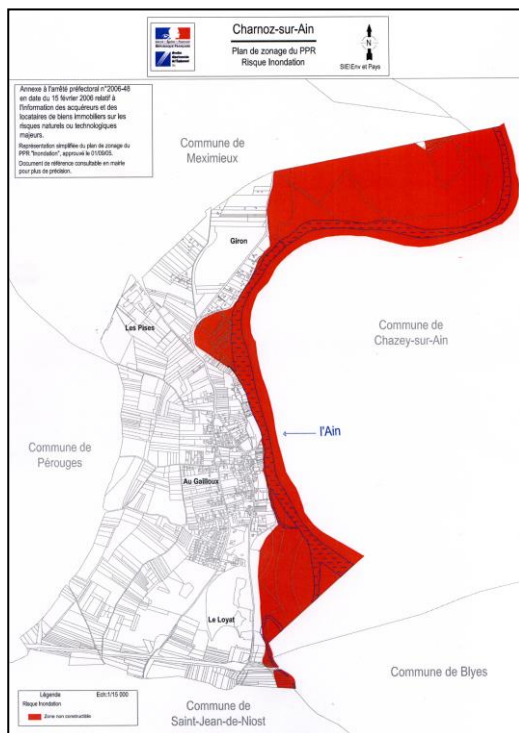 Charnoz-sur-Ain
Plan de zonage du PPR
Risque Inondation
RÉPUBLIQUE FRANÇAISE
N
SIE\Env et Pays
Annexe à l'arrêté préfectoral n°2006-48
en date du 15 février 2006 relatif à
l'information des acquéreurs et des
locataires de biens immobiliers sur les
risques naturels ou technologiques
majeurs.
Représentation simplifiée du plan de zonage du
PPR "Inondation", approuvé le 01/09/05.
Document de référence consultable en mairie
pour plus de précision.
Commune de
Meximieux
Giron
Les Pises
Commune de
Chazey-sur-Ain
l'Ain
Commune de
Pérouges
Au Gailloux
Le Loyat
Commune de Blyes
Commune de
Saint-Jean-de-Niost
Légende Ech:1/15 000
Risque Inondation
Zone non constructible